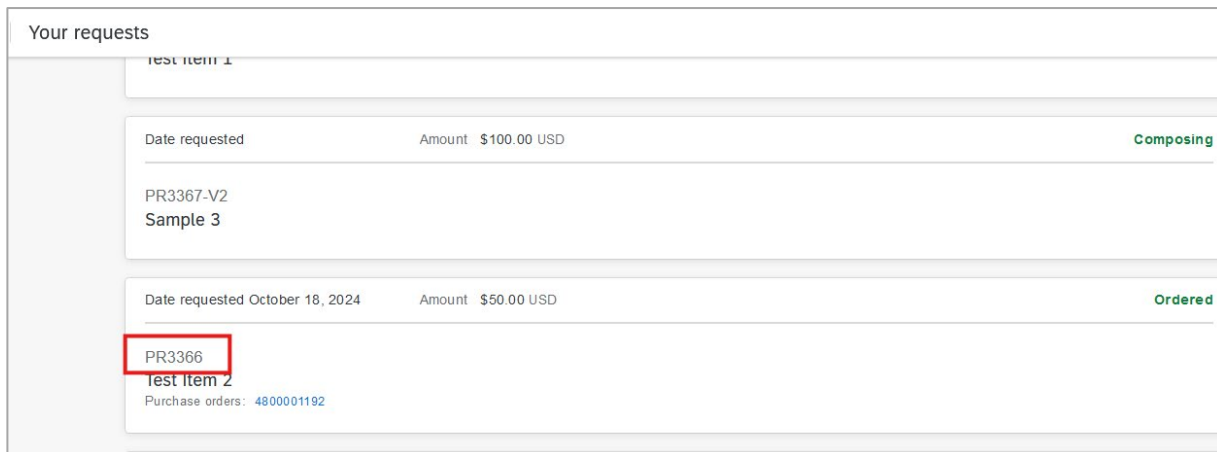 Your requests
Test Item 1
Date requested Amount $100.00 USD Composing
PR3367-V2
Sample 3
Date requested October 18, 2024 Amount $50.00 USD Ordered
PR3366
Test Item 2
Purchase orders: 4800001192